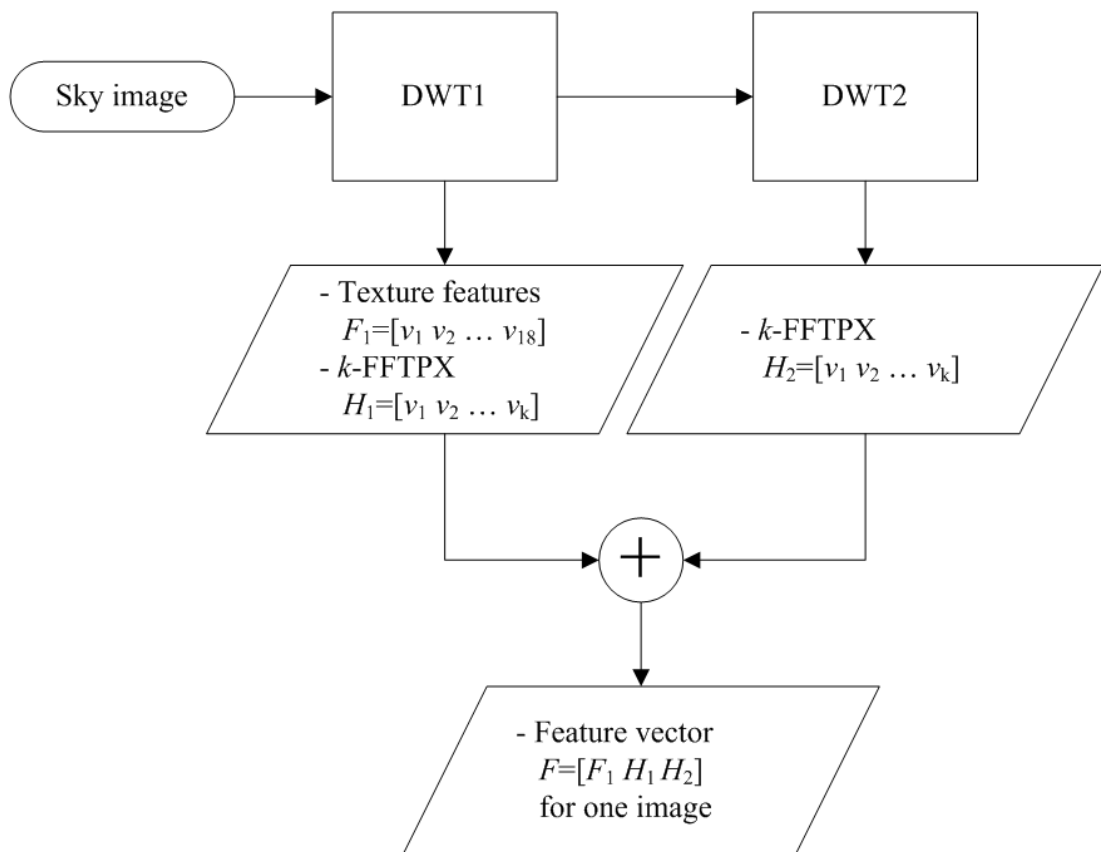 Sky image
DWT1
DWT2
- Texture features
F₁=[v₁ v₂ … v₁₈]
- k-FFTPX
H₁=[v₁ v₂ … vₖ]
- k-FFTPX
H₂=[v₁ v₂ … vₖ]
+
- Feature vector
F=[F₁ H₁ H₂]
for one image